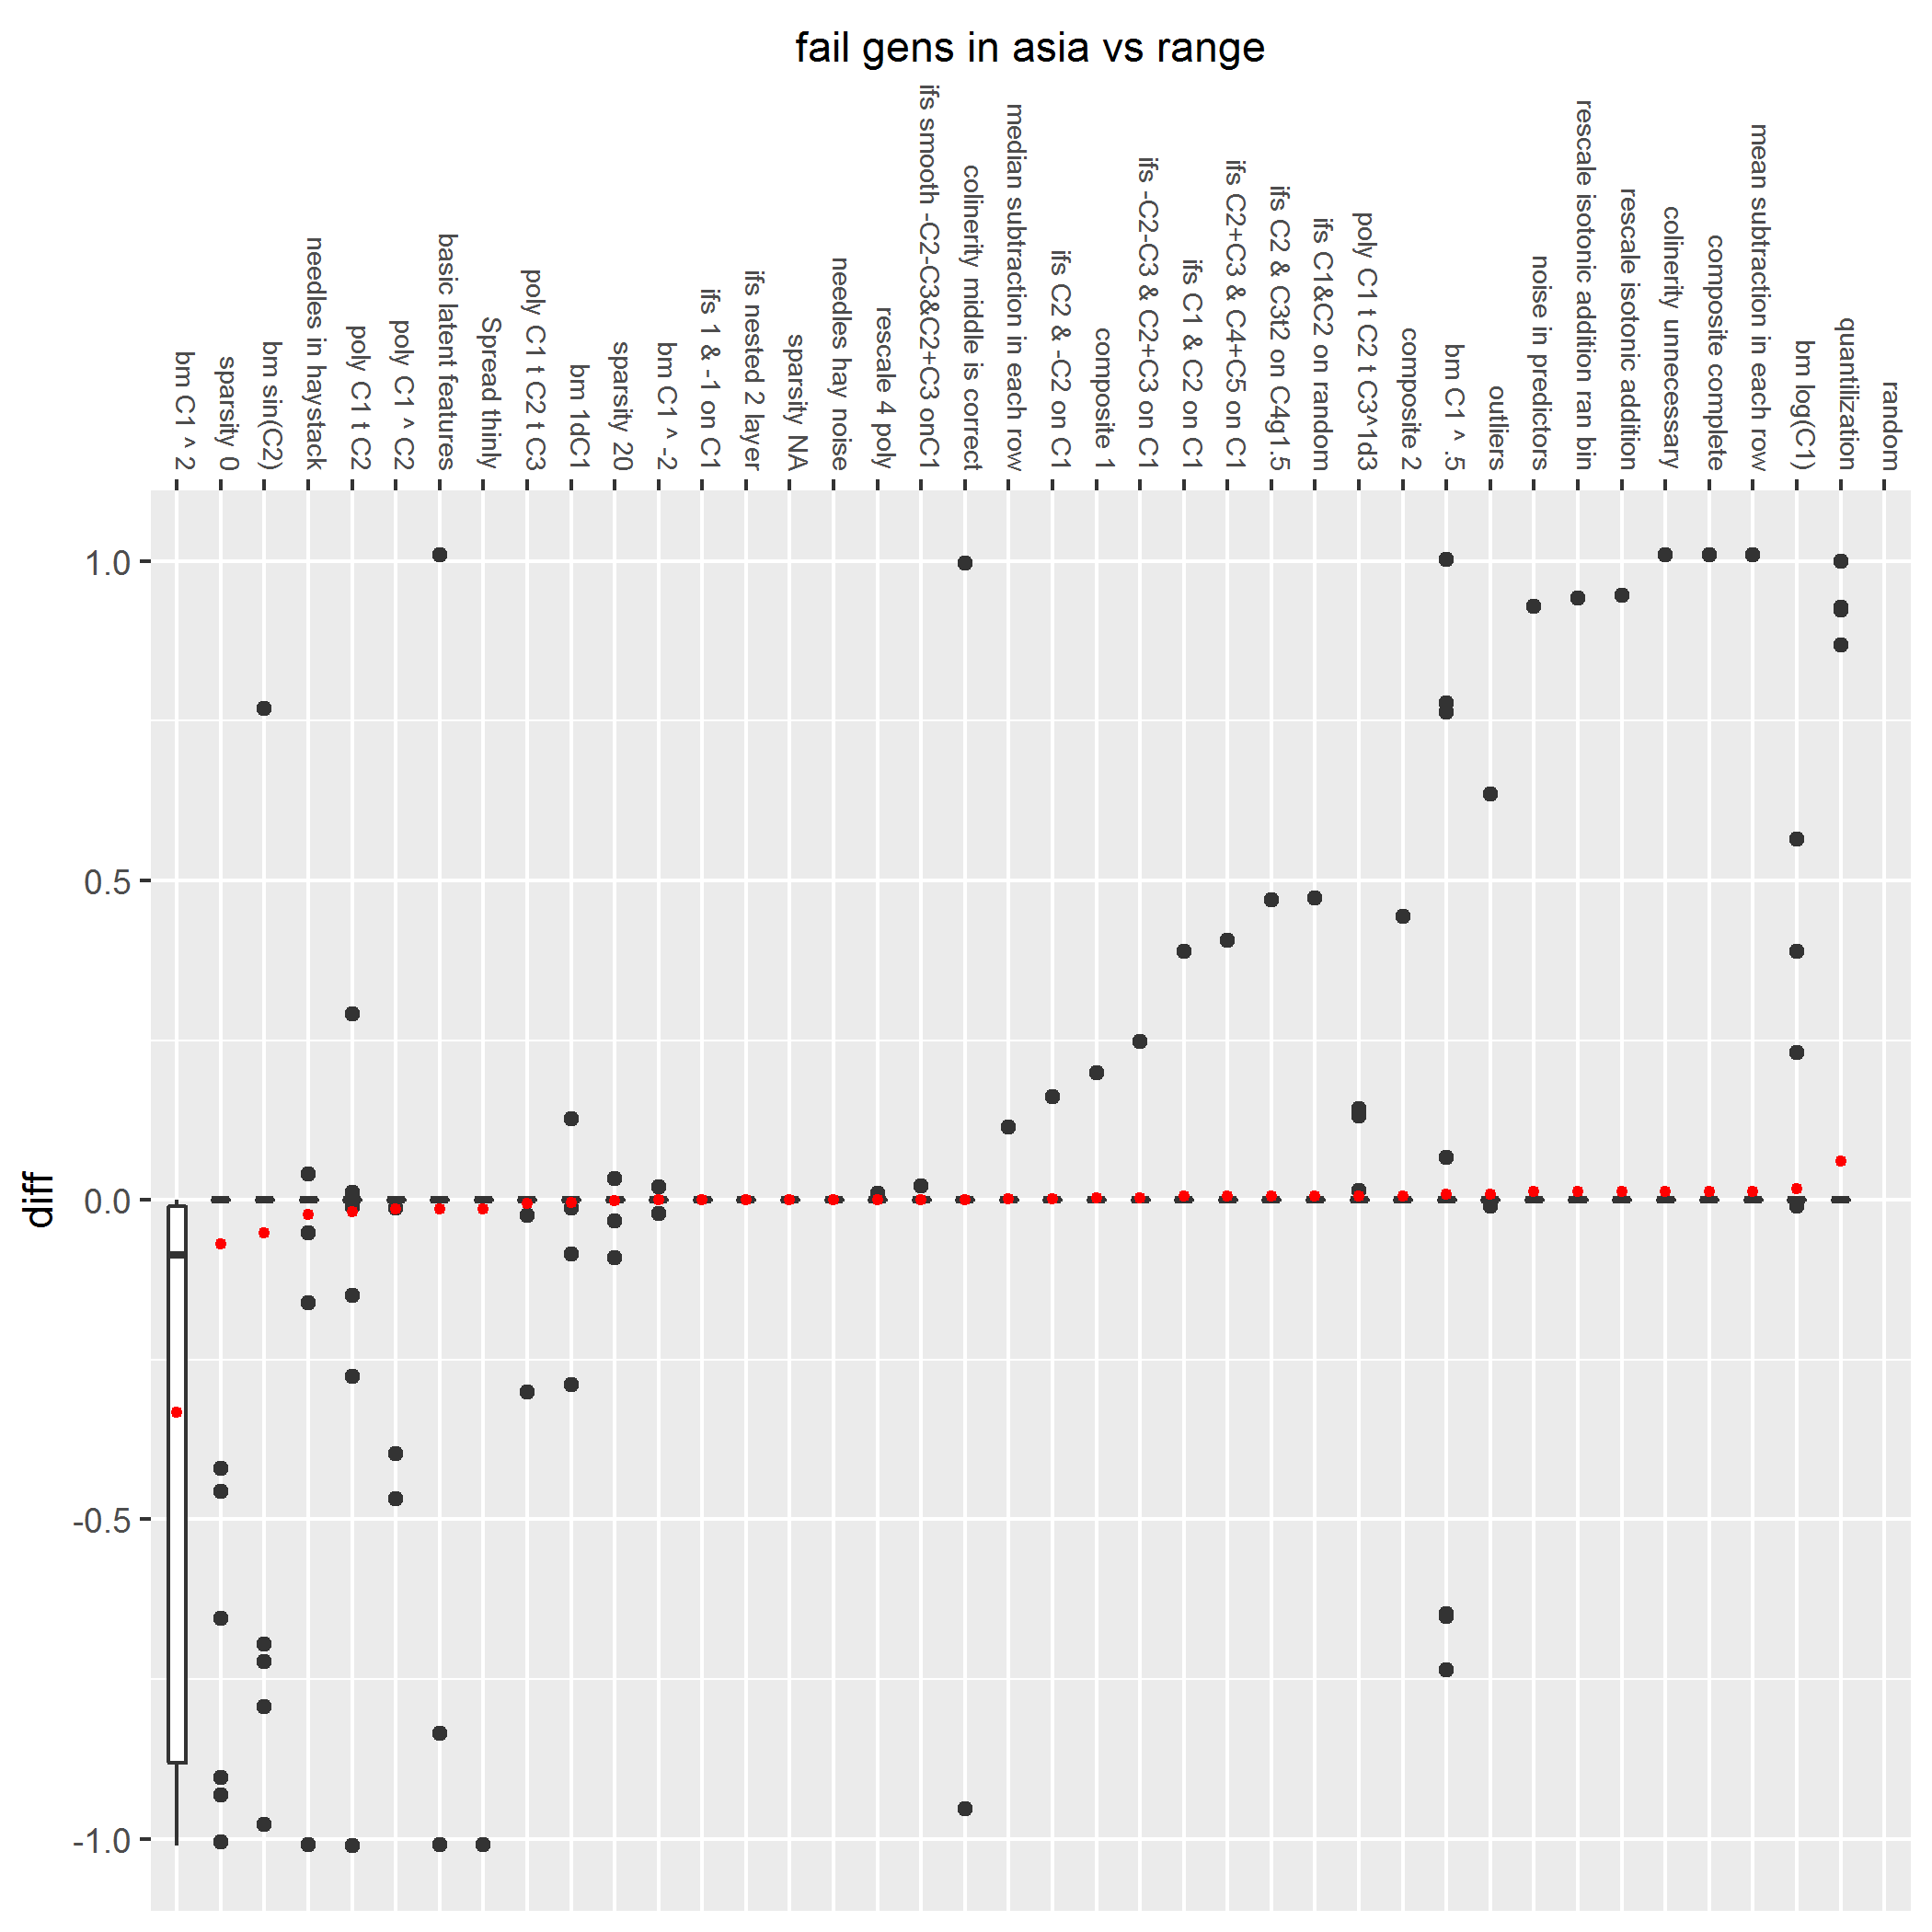 fail gens in asia vs range
bm C1 ^ 2
sparsity 0
bm sin(C2)
needles in haystack
poly C1 t C2
poly C1 ^ C2
basic latent features
Spread thinly
poly C1 t C2 t C3
bm 1dC1
sparsity 20
bm C1 ^ -2
ifs 1 & -1 on C1
ifs nested 2 layer
sparsity NA
needles hay noise
rescale 4 poly
ifs smooth -C2-C3&C2+C3 onC1
colinerity middle is correct
median subtraction in each row
ifs C2 & -C2 on C1
composite 1
ifs -C2-C3 & C2+C3 on C1
ifs C1 & C2 on C1
ifs C2+C3 & C4+C5 on C1
ifs C2 & C3t2 on C4g1.5
ifs C1&C2 on random
poly C1 t C2 t C3^1d3
composite 2
bm C1 ^ .5
outliers
noise in predictors
rescale isotonic addition ran bin
rescale isotonic addition
colinerity unnecessary
composite complete
mean subtraction in each row
bm log(C1)
quantilization
random
1.0
0.5
0.0
-0.5
-1.0
diff